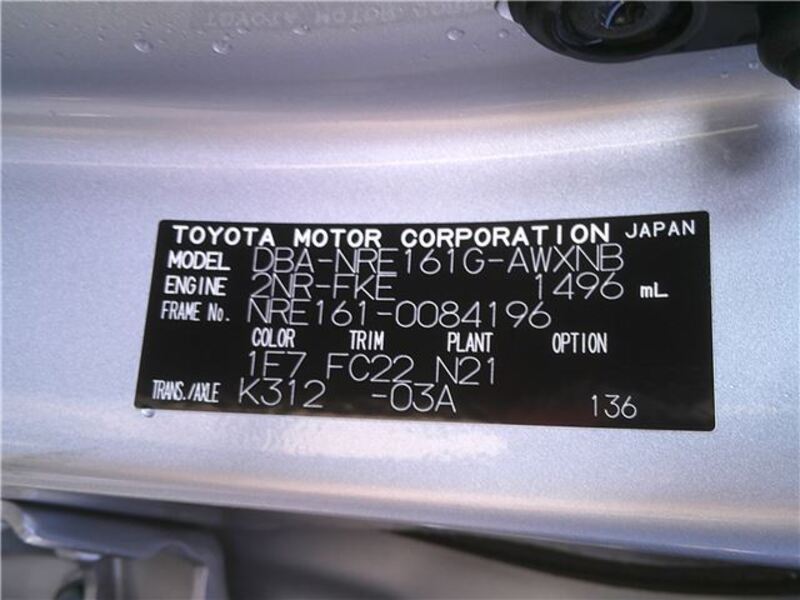 TOYOTA MOTOR CORPORATION JAPAN
MODEL DBA-NRE161G-AWXNB
ENGINE 2NR-FKE 1496 mL
FRAME No. NRE161-0084196
COLOR TRIM PLANT OPTION
1E7 FC22 N21
TRANS./AXLE K312 -03A 136